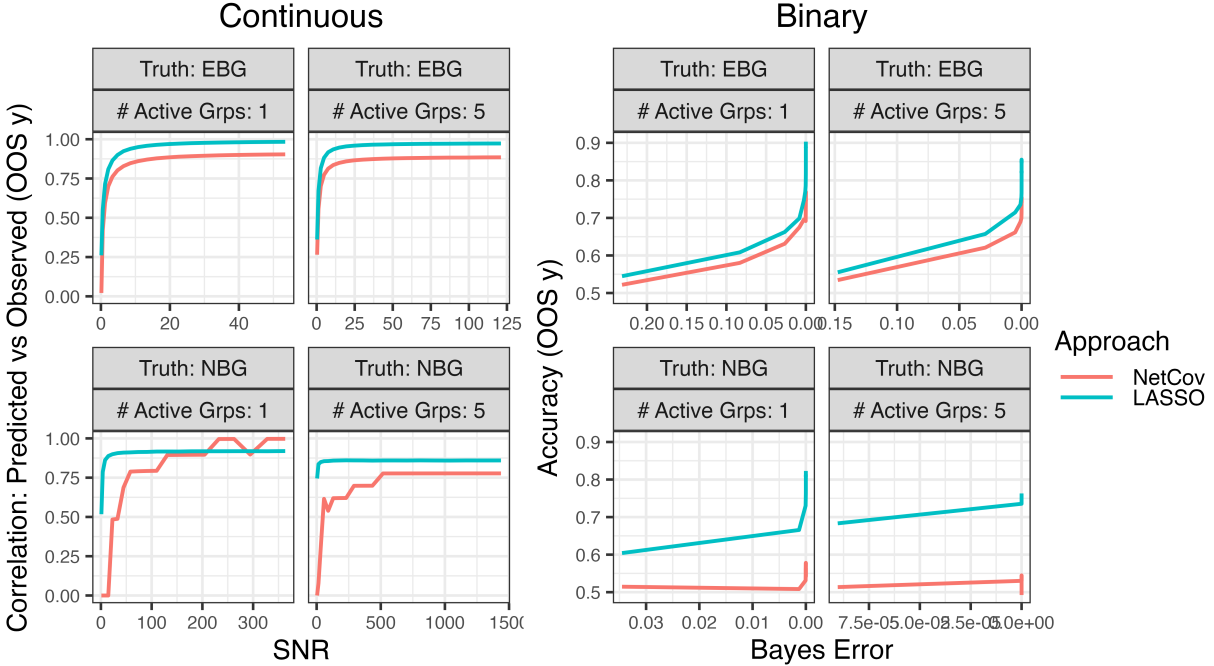 Continuous
Binary
Truth: EBG
Truth: EBG
Truth: EBG
Truth: EBG
# Active Grps: 1
# Active Grps: 5
# Active Grps: 1
# Active Grps: 5
1.00
0.75
0.50
0.25
0.00
0 20 40
0 25 50 75 100 125
0.9
0.8
0.7
0.6
0.5
0.20 0.15 0.10 0.05 0.00
0.15 0.10 0.05 0.00
Truth: NBG
Truth: NBG
Truth: NBG
Truth: NBG
# Active Grps: 1
# Active Grps: 5
# Active Grps: 1
# Active Grps: 5
1.00
0.75
0.50
0.25
0.00
0 100 200 300
0 500 1000
0.9
0.8
0.7
0.6
0.5
0.03 0.02 0.01 0.00
7.5e-05 5.0e-05 2.5e-05 0.0e+00
Correlation: Predicted vs Observed (OOS y)
SNR
Accuracy (OOS y)
Bayes Error
Approach
NetCov
LASSO